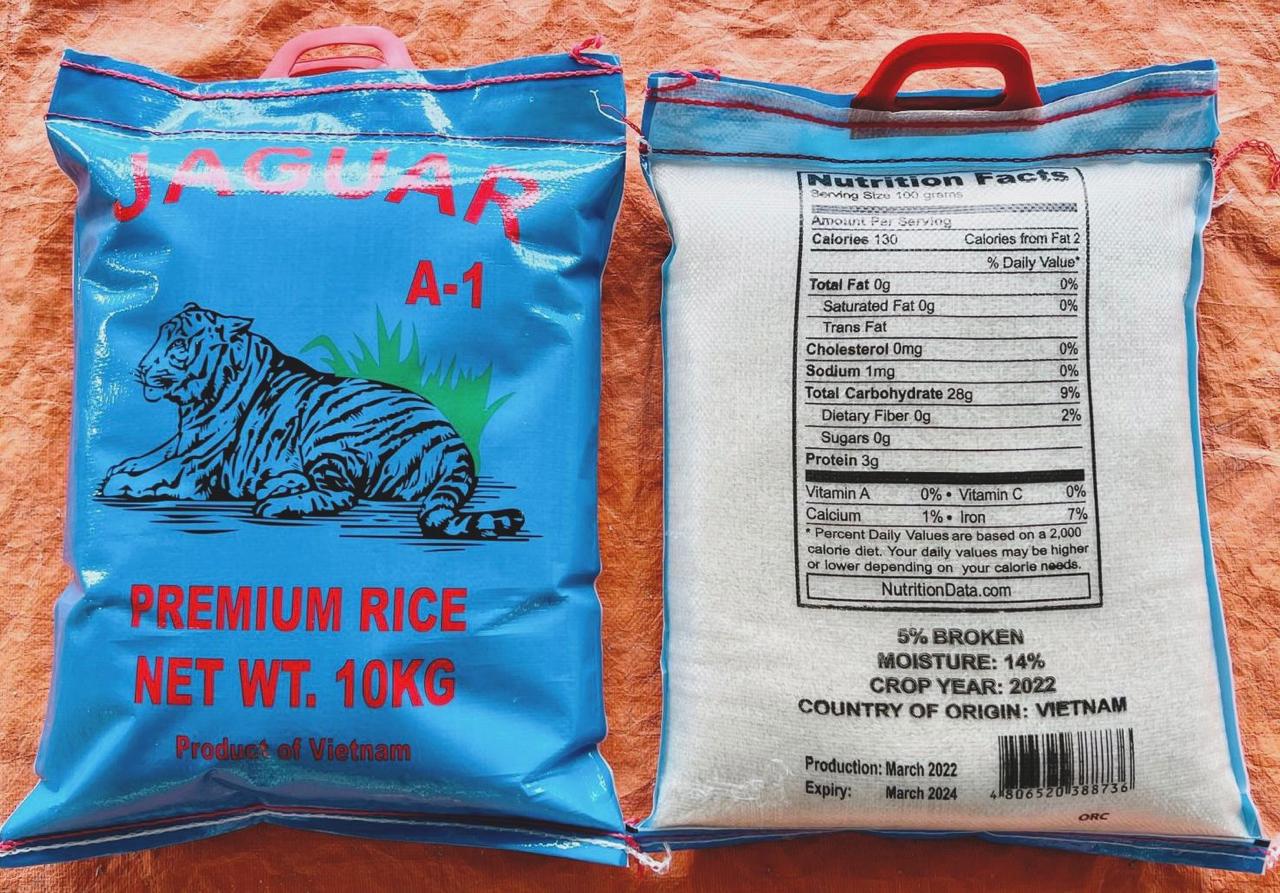 JAGUAR
A-1
PREMIUM RICE
NET WT. 10KG
Product of Vietnam
Nutrition Facts
Serving Size 100 grams
Amount Per Serving
Calories 130 Calories from Fat 2
% Daily Value*
Total Fat 0g 0%
Saturated Fat 0g 0%
Trans Fat
Cholesterol 0mg 0%
Sodium 1mg 0%
Total Carbohydrate 28g 9%
Dietary Fiber 0g 2%
Sugars 0g
Protein 3g
Vitamin A 0% • Vitamin C 0%
Calcium 1% • Iron 7%
* Percent Daily Values are based on a 2,000
calorie diet. Your daily values may be higher
or lower depending on your calorie needs.
NutritionData.com
5% BROKEN
MOISTURE: 14%
CROP YEAR: 2022
COUNTRY OF ORIGIN: VIETNAM
Production: March 2022
Expiry: March 2024
4 806520 388736
ORC